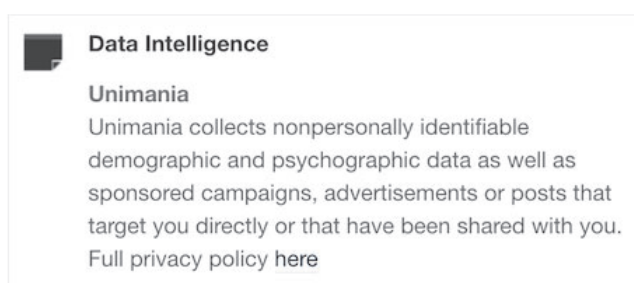 Data Intelligence
Unimania
Unimania collects nonpersonally identifiable
demographic and psychographic data as well as
sponsored campaigns, advertisements or posts that
target you directly or that have been shared with you.
Full privacy policy here